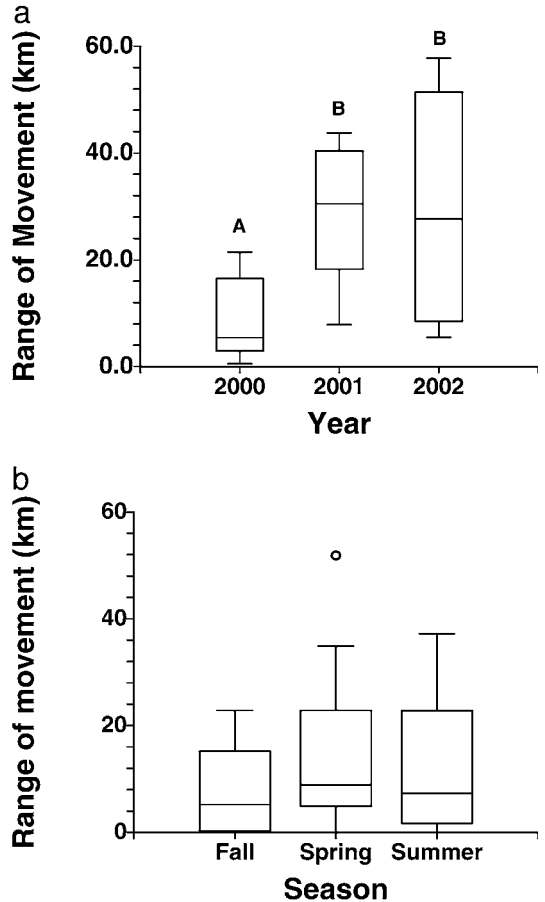 a
Range of Movement (km)
60.0
40.0
20.0
0.0
A
B
B
2000
2001
2002
Year
b
Range of movement (km)
60
40
20
0
Fall
Spring
Summer
Season